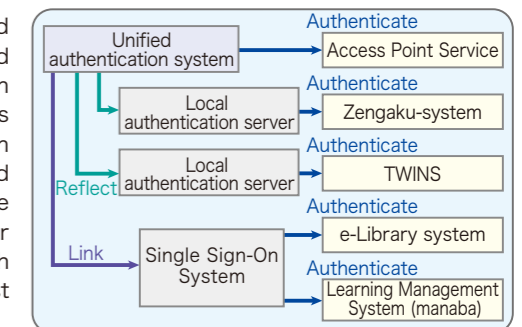 d
d
n
s
n
d
e
r
n
t
Authenticate
Unified
authentication system
Access Point Service
Authenticate
Local
authentication server
Zengaku-system
Authenticate
Local
authentication server
TWINS
Reflect
Authenticate
e-Library system
Link
Single Sign-On
System
Authenticate
Learning Management
System (manaba)